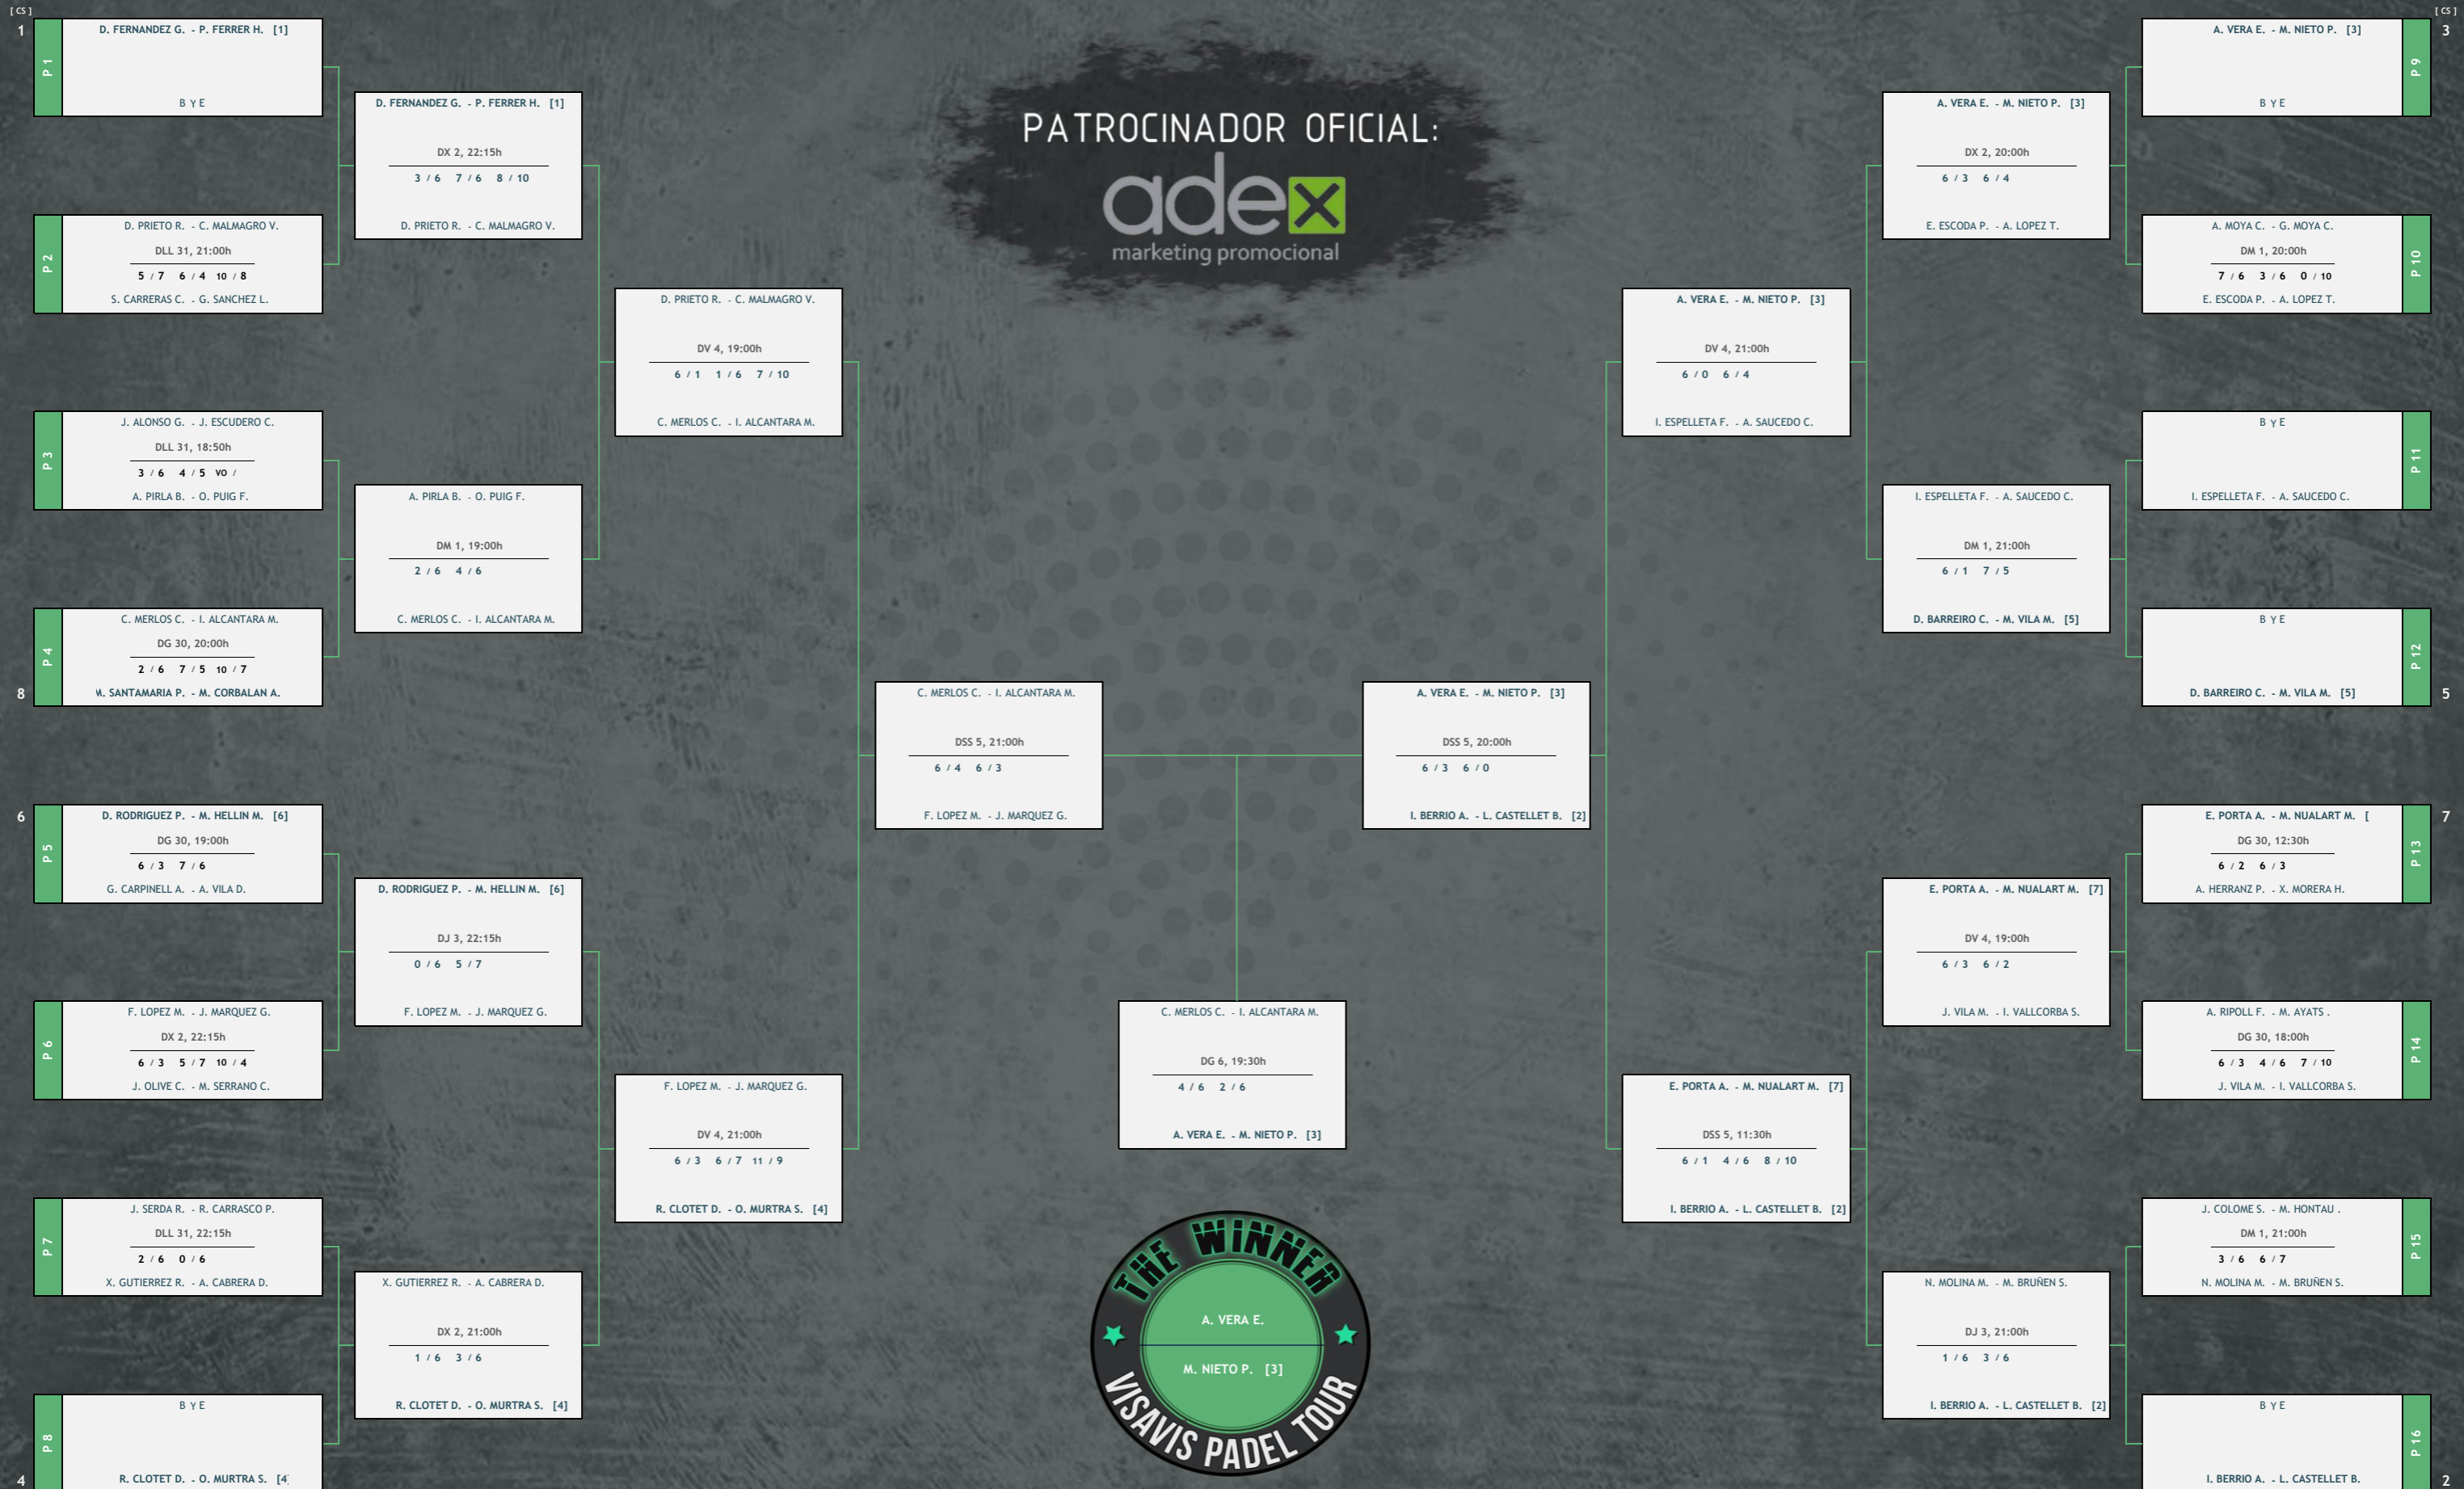 [ CS ]
1
P 1
D. FERNANDEZ G. - P. FERRER H. [1]
B Y E
P 2
D. PRIETO R. - C. MALMAGRO V.
DLL 31, 21:00h
5 / 7 6 / 4 10 / 8
S. CARRERAS C. - G. SANCHEZ L.
P 3
J. ALONSO G. - J. ESCUDERO C.
DLL 31, 18:50h
3 / 6 4 / 5 VO /
A. PIRLA B. - O. PUIG F.
P 4
8
C. MERLOS C. - I. ALCANTARA M.
DG 30, 20:00h
2 / 6 7 / 5 10 / 7
M. SANTAMARIA P. - M. CORBALAN A.
6
P 5
D. RODRIGUEZ P. - M. HELLIN M. [6]
DG 30, 19:00h
6 / 3 7 / 6
G. CARPINELL A. - A. VILA D.
P 6
F. LOPEZ M. - J. MARQUEZ G.
DX 2, 22:15h
6 / 3 5 / 7 10 / 4
J. OLIVE C. - M. SERRANO C.
P 7
J. SERDA R. - R. CARRASCO P.
DLL 31, 22:15h
2 / 6 0 / 6
X. GUTIERREZ R. - A. CABRERA D.
P 8
4
B Y E
R. CLOTET D. - O. MURTRA S. [4
D. FERNANDEZ G. - P. FERRER H. [1]
DX 2, 22:15h
3 / 6 7 / 6 8 / 10
D. PRIETO R. - C. MALMAGRO V.
A. PIRLA B. - O. PUIG F.
DM 1, 19:00h
2 / 6 4 / 6
C. MERLOS C. - I. ALCANTARA M.
D. RODRIGUEZ P. - M. HELLIN M. [6]
DJ 3, 22:15h
0 / 6 5 / 7
F. LOPEZ M. - J. MARQUEZ G.
X. GUTIERREZ R. - A. CABRERA D.
DX 2, 21:00h
1 / 6 3 / 6
R. CLOTET D. - O. MURTRA S. [4]
D. PRIETO R. - C. MALMAGRO V.
DV 4, 19:00h
6 / 1 1 / 6 7 / 10
C. MERLOS C. - I. ALCANTARA M.
F. LOPEZ M. - J. MARQUEZ G.
DV 4, 21:00h
6 / 3 6 / 7 11 / 9
R. CLOTET D. - O. MURTRA S. [4]
C. MERLOS C. - I. ALCANTARA M.
DSS 5, 21:00h
6 / 4 6 / 3
F. LOPEZ M. - J. MARQUEZ G.
PATROCINADOR OFICIAL:
adex
marketing promocional
C. MERLOS C. - I. ALCANTARA M.
DG 6, 19:30h
4 / 6 2 / 6
A. VERA E. - M. NIETO P. [3]
THE WINNER
A. VERA E.
M. NIETO P. [3]
VISAVIS PADEL TOUR
A. VERA E. - M. NIETO P. [3]
DSS 5, 20:00h
6 / 3 6 / 0
I. BERRIO A. - L. CASTELLET B. [2]
A. VERA E. - M. NIETO P. [3]
DV 4, 21:00h
6 / 0 6 / 4
I. ESPELLETA F. - A. SAUCEDO C.
E. PORTA A. - M. NUALART M. [7]
DSS 5, 11:30h
6 / 1 4 / 6 8 / 10
I. BERRIO A. - L. CASTELLET B. [2]
A. VERA E. - M. NIETO P. [3]
DX 2, 20:00h
6 / 3 6 / 4
E. ESCODA P. - A. LOPEZ T.
I. ESPELLETA F. - A. SAUCEDO C.
DM 1, 21:00h
6 / 1 7 / 5
D. BARREIRO C. - M. VILA M. [5]
E. PORTA A. - M. NUALART M. [7]
DV 4, 19:00h
6 / 3 6 / 2
J. VILA M. - I. VALLCORBA S.
N. MOLINA M. - M. BRUÑEN S.
DJ 3, 21:00h
1 / 6 3 / 6
I. BERRIO A. - L. CASTELLET B. [2]
[ CS ]
3
P 9
A. VERA E. - M. NIETO P. [3]
B Y E
P 10
A. MOYA C. - G. MOYA C.
DM 1, 20:00h
7 / 6 3 / 6 0 / 10
E. ESCODA P. - A. LOPEZ T.
P 11
B Y E
I. ESPELLETA F. - A. SAUCEDO C.
P 12
5
B Y E
D. BARREIRO C. - M. VILA M. [5]
7
P 13
E. PORTA A. - M. NUALART M. [
DG 30, 12:30h
6 / 2 6 / 3
A. HERRANZ P. - X. MORERA H.
P 14
A. RIPOLL F. - M. AYATS .
DG 30, 18:00h
6 / 3 4 / 6 7 / 10
J. VILA M. - I. VALLCORBA S.
P 15
J. COLOME S. - M. HONTAU .
DM 1, 21:00h
3 / 6 6 / 7
N. MOLINA M. - M. BRUÑEN S.
P 16
2
B Y E
I. BERRIO A. - L. CASTELLET B.